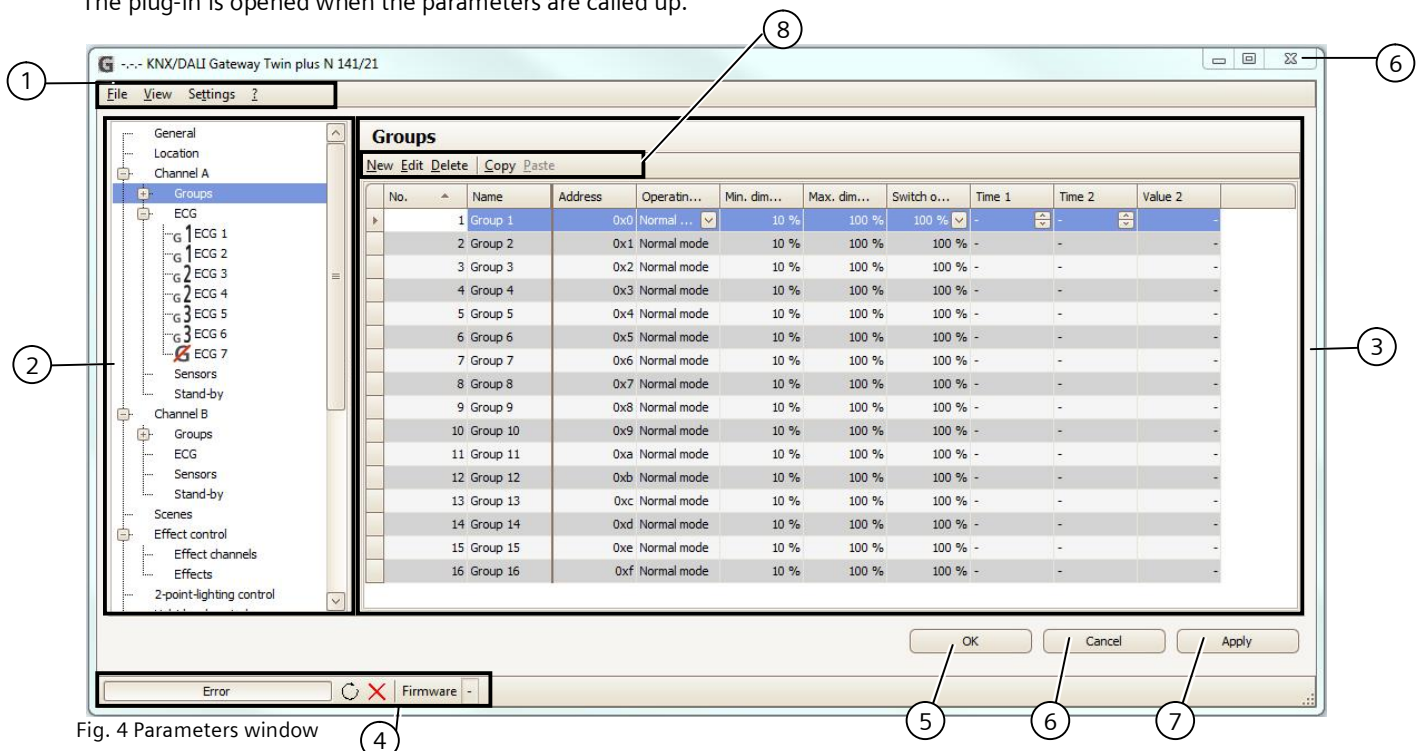 The plug-in is opened when the parameters are called up.
8
G -.-.- KNX/DALI Gateway Twin plus N 141/21
6
1
File View Settings ?
General
Location
Channel A
Groups
ECG
G 1 ECG 1
G 1 ECG 2
G 2 ECG 3
G 2 ECG 4
G 3 ECG 5
G 3 ECG 6
G ECG 7
Sensors
Stand-by
Channel B
Groups
ECG
Sensors
Stand-by
Scenes
Effect control
Effect channels
Effects
2-point-lighting control
2
Groups
New Edit Delete Copy Paste
No. Name Address Operatin... Min. dim... Max. dim... Switch o... Time 1 Time 2 Value 2
1 Group 1 0x0 Normal ... 10 % 100 % 100 % - - -
2 Group 2 0x1 Normal mode 10 % 100 % 100 % - - -
3 Group 3 0x2 Normal mode 10 % 100 % 100 % - - -
4 Group 4 0x3 Normal mode 10 % 100 % 100 % - - -
5 Group 5 0x4 Normal mode 10 % 100 % 100 % - - -
6 Group 6 0x5 Normal mode 10 % 100 % 100 % - - -
7 Group 7 0x6 Normal mode 10 % 100 % 100 % - - -
8 Group 8 0x7 Normal mode 10 % 100 % 100 % - - -
9 Group 9 0x8 Normal mode 10 % 100 % 100 % - - -
10 Group 10 0x9 Normal mode 10 % 100 % 100 % - - -
11 Group 11 0xa Normal mode 10 % 100 % 100 % - - -
12 Group 12 0xb Normal mode 10 % 100 % 100 % - - -
13 Group 13 0xc Normal mode 10 % 100 % 100 % - - -
14 Group 14 0xd Normal mode 10 % 100 % 100 % - - -
15 Group 15 0xe Normal mode 10 % 100 % 100 % - - -
16 Group 16 0xf Normal mode 10 % 100 % 100 % - - -
3
OK Cancel Apply
Error Firmware -
5 6 7
Fig. 4 Parameters window
4